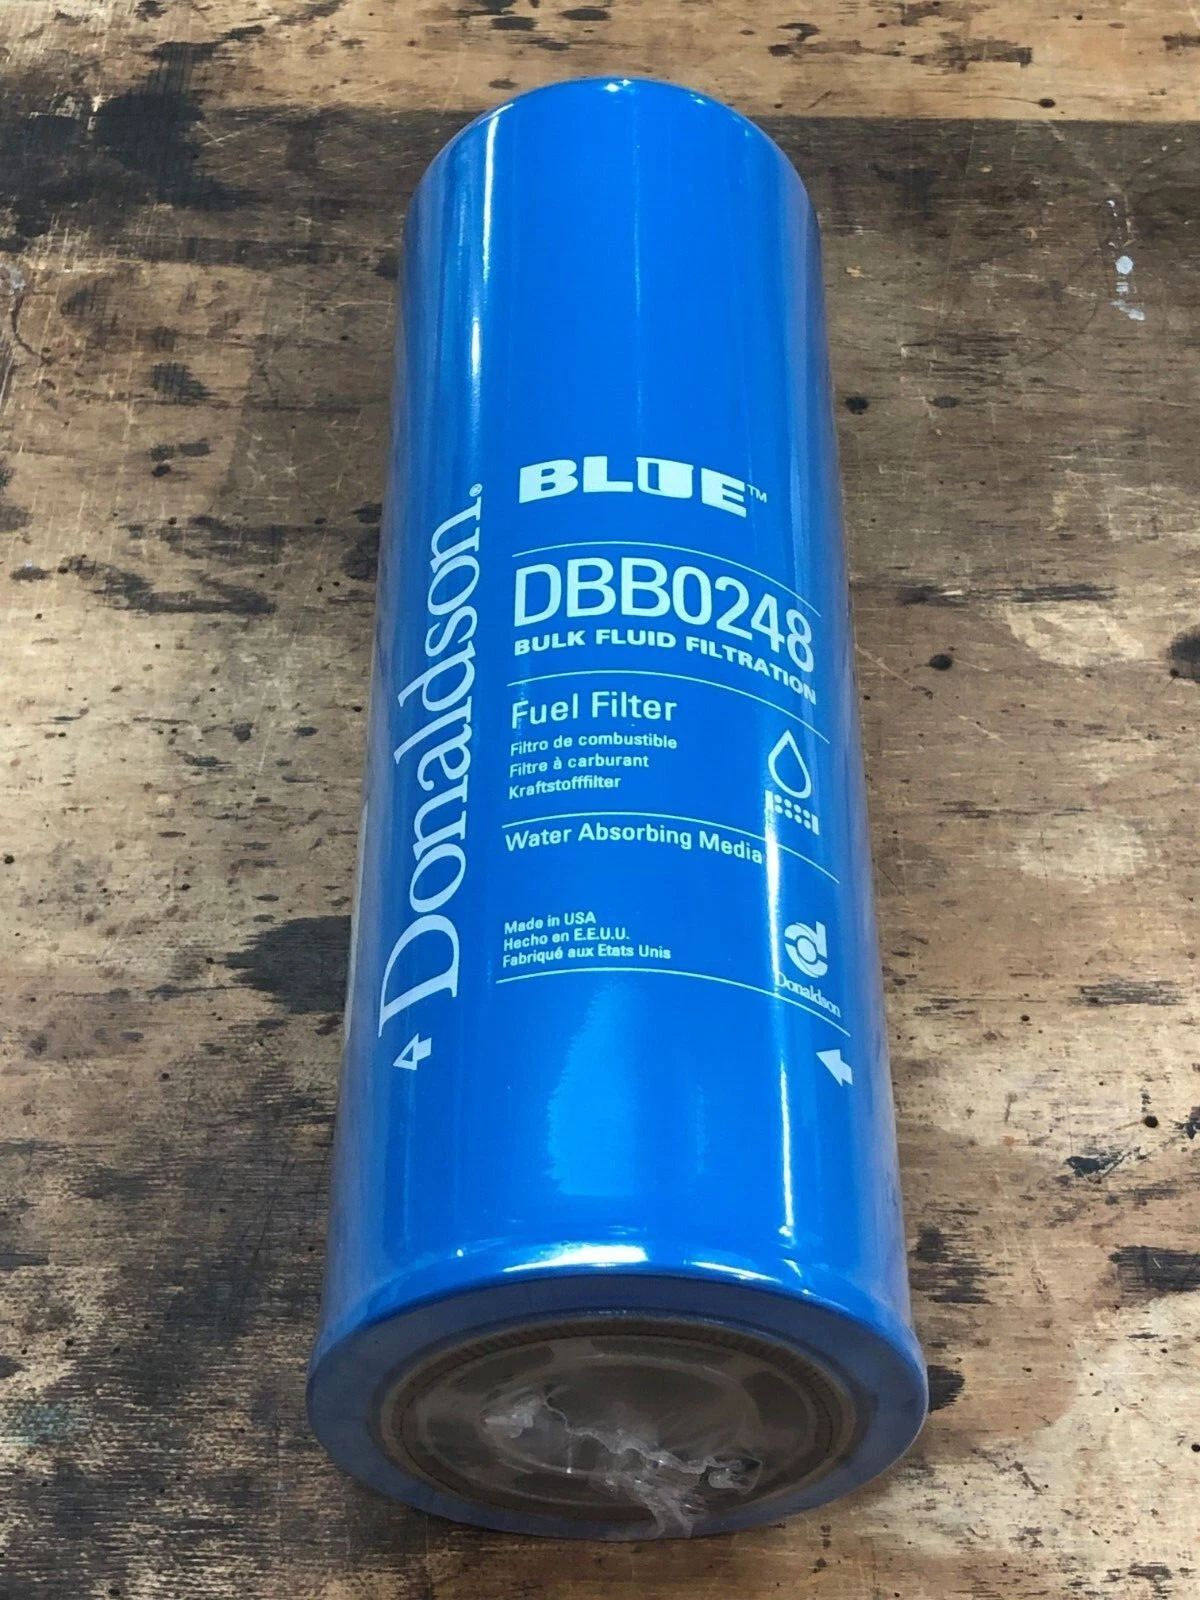 Donaldson®
BLUE™
DBB0248
BULK FLUID FILTRATION
Fuel Filter
Filtro de combustible
Filtre à carburant
Kraftstofffilter
Water Absorbing Media
Made in USA
Hecho en E.E.U.U.
Fabriqué aux Etats Unis
Donaldson